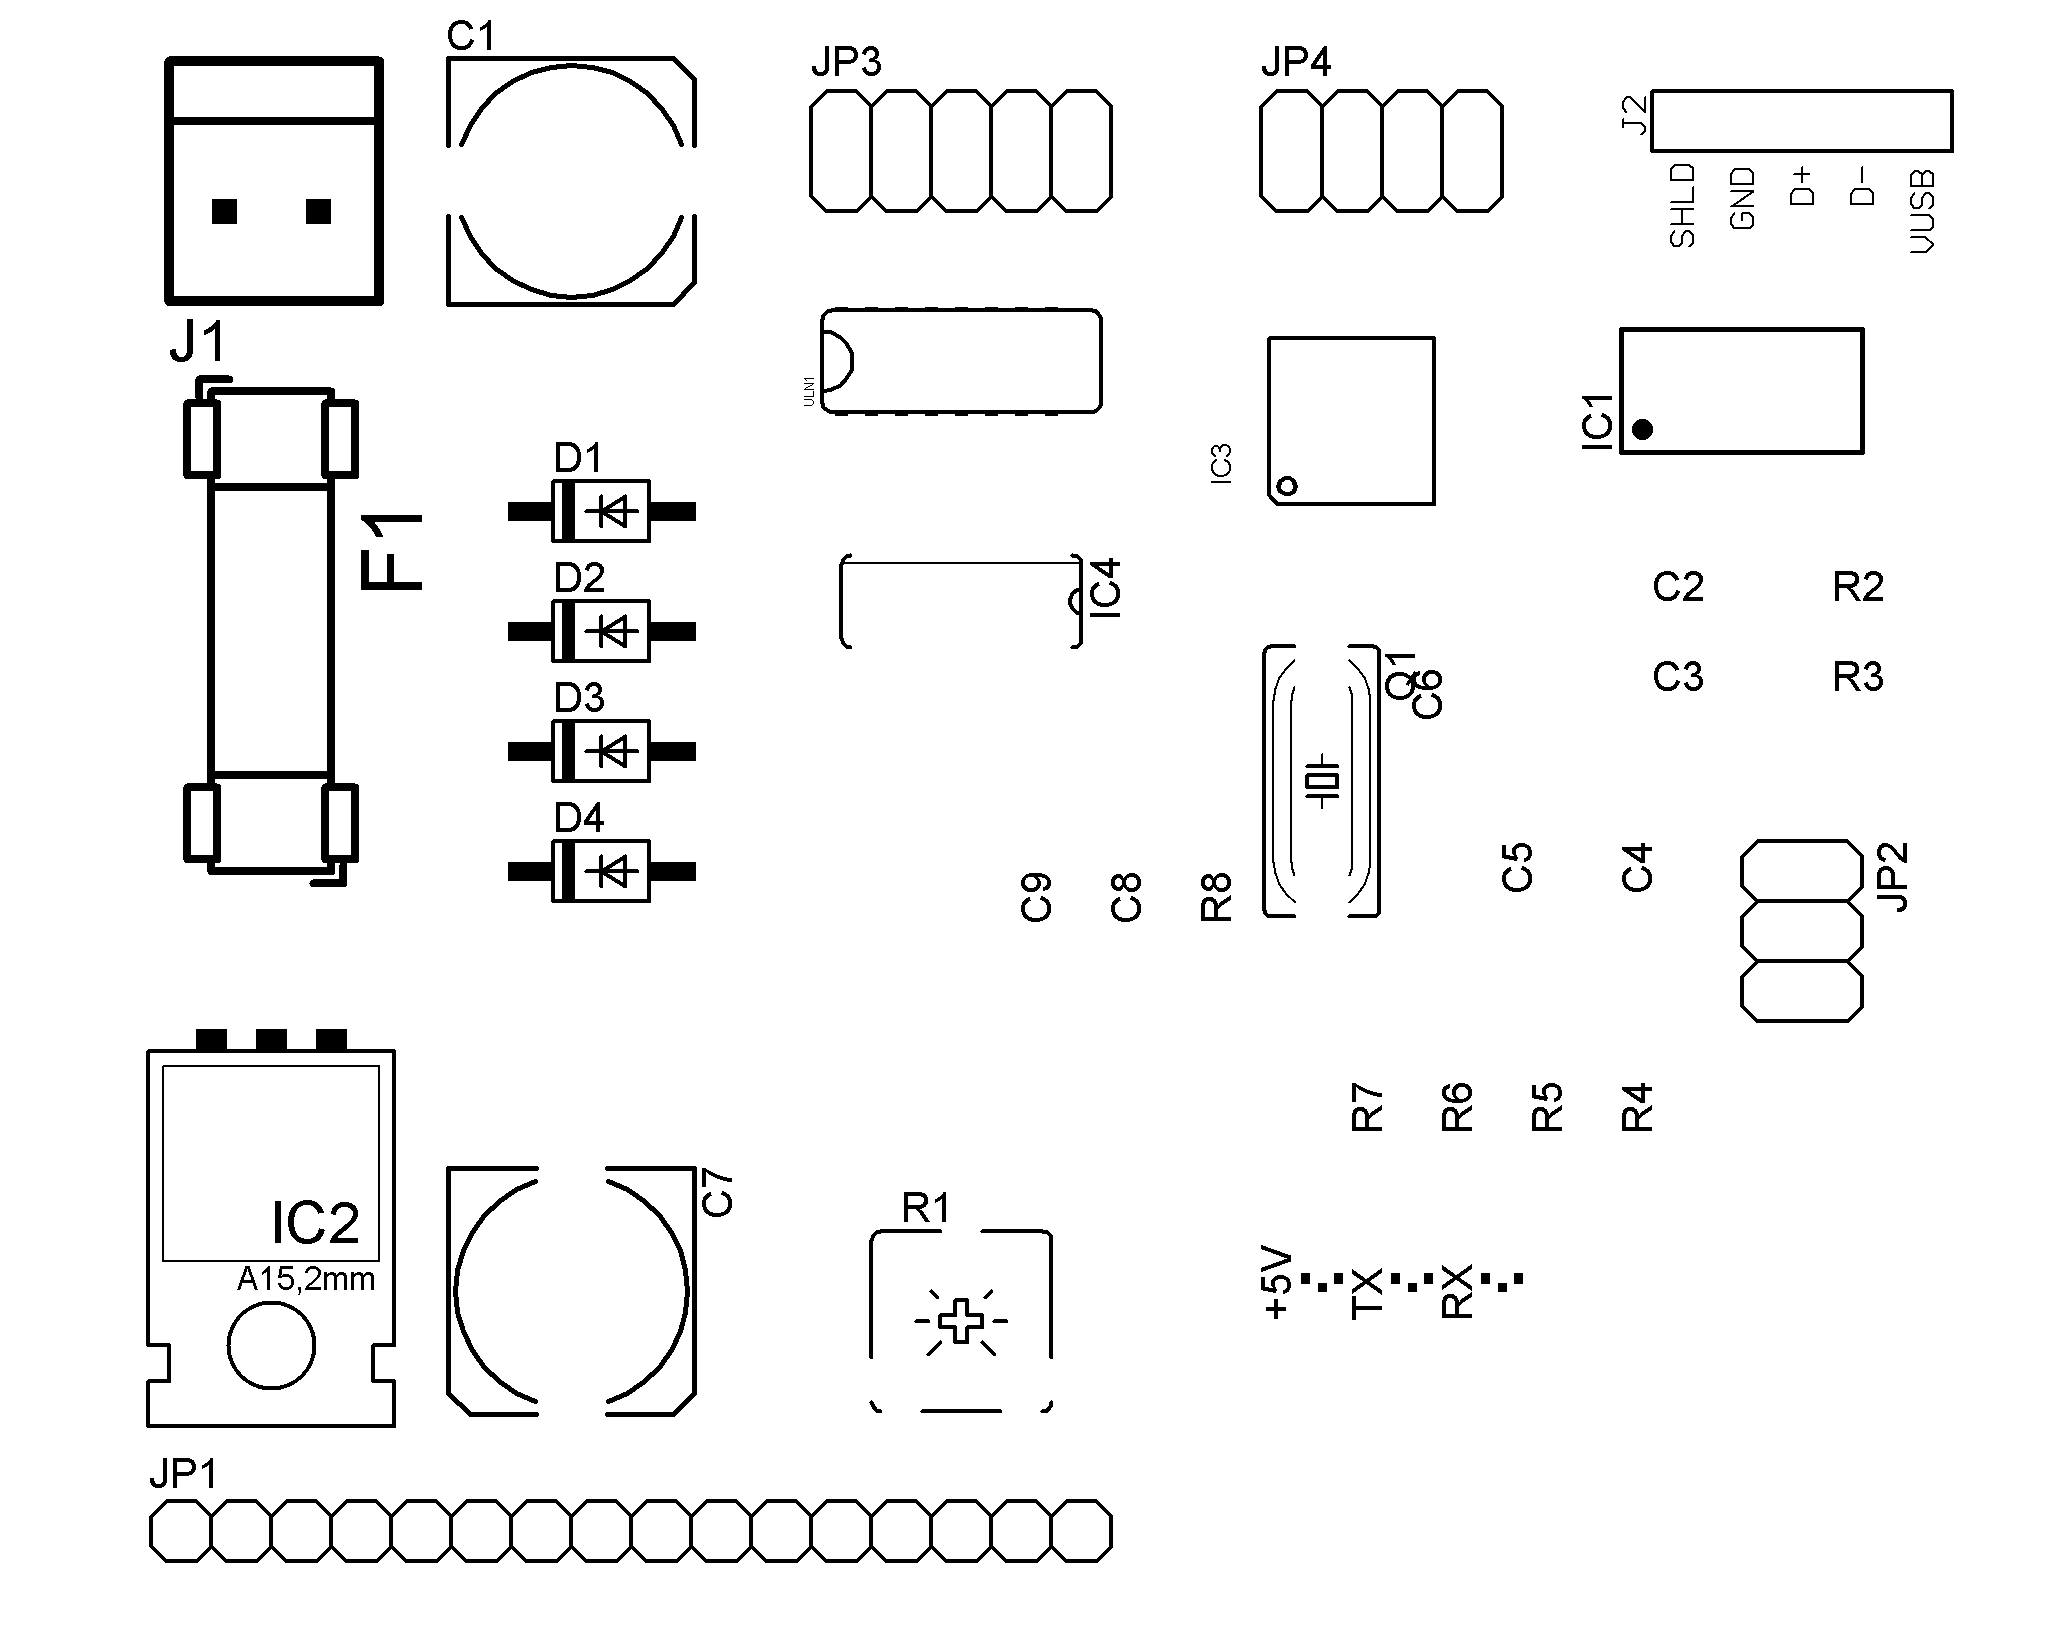 C1
JP3
JP4
J2
SHLD
GND
D+
D-
VUSB
J1
ULN1
IC3
IC1
D1
F1
D2
IC4
C2
R2
Q1
C6
C3
R3
D3
D4
C9
C8
R8
C5
C4
JP2
R7
R6
R5
R4
IC2
A15,2mm
C7
R1
+5V
TX
RX
JP1